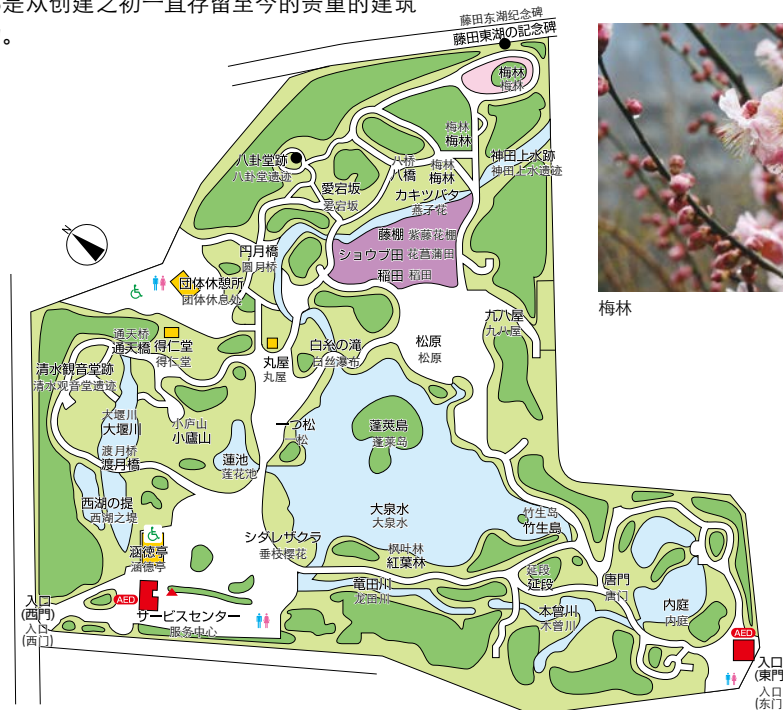 是从创建之初一直存留至今的贵重的建筑
。
藤田东湖纪念碑
藤田東湖の記念碑
梅林
梅林
梅林
梅林
八卦堂跡
八卦堂遗迹
八桥
八橋
梅林
梅林
神田上水跡
神田上水遗迹
愛宕坂
爱宕坂
カキツバタ
燕子花
藤棚 紫藤花棚
ショウブ田 花菖蒲田
稲田 稻田
円月橋
圆月桥
N
団体休憩所
团体休息处
九八屋
九八屋
梅林
通天桥
通天橋
得仁堂
得仁堂
丸屋
丸屋
白糸の滝
白丝瀑布
松原
松原
清水観音堂跡
清水观音堂遗迹
大堰川
大堰川
小庐山
小廬山
一つ松
一松
蓬莱島
蓬莱岛
渡月桥
渡月橋
蓮池
莲花池
西湖の堤
西湖之堤
大泉水
大泉水
竹生岛
竹生島
涵徳亭
涵德亭
シダレザクラ
垂枝樱花
枫叶林
紅葉林
延段
延段
唐門
唐门
竜田川
龙田川
木曽川
木曾川
内庭
内庭
入口
(西門)
入口
(西门)
AED
サービスセンター
服务中心
AED
入口
(東門
入口
(东门